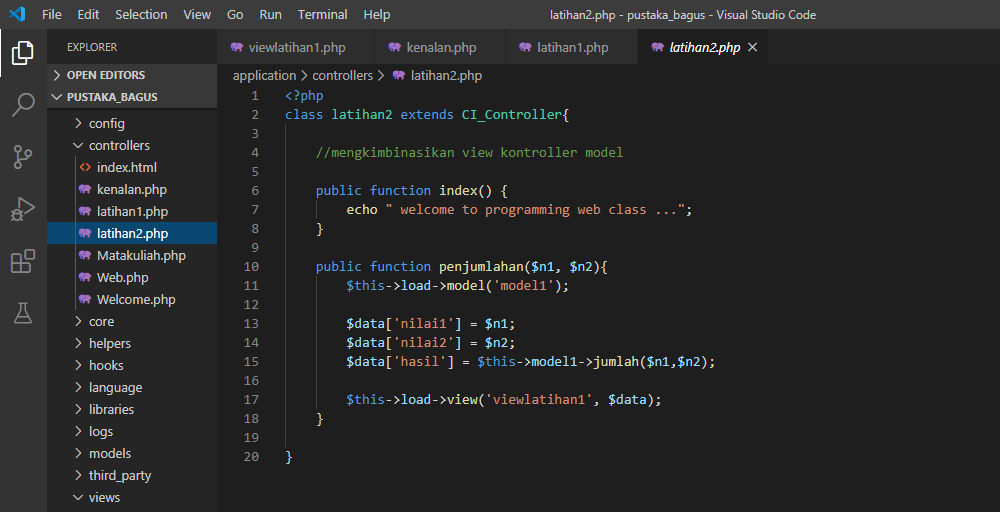 File Edit Selection View Go Run Terminal Help latihan2.php - pustaka_bagus - Visual Studio Code
EXPLORER
OPEN EDITORS
PUSTAKA_BAGUS
config
controllers
index.html
kenalan.php
latihan1.php
latihan2.php
Matakuliah.php
Web.php
Welcome.php
core
helpers
hooks
language
libraries
logs
models
third_party
views
viewlatihan1.php kenalan.php latihan1.php latihan2.php
application > controllers > latihan2.php
1 <?php
2 class latihan2 extends CI_Controller{
3
4 //mengkimbinasikan view kontroller model
5
6 public function index() {
7 echo " welcome to programming web class ...";
8 }
9
10 public function penjumlahan($n1, $n2){
11 $this->load->model('model1');
12
13 $data['nilai1'] = $n1;
14 $data['nilai2'] = $n2;
15 $data['hasil'] = $this->model1->jumlah($n1,$n2);
16
17 $this->load->view('viewlatihan1', $data);
18 }
19
20 }